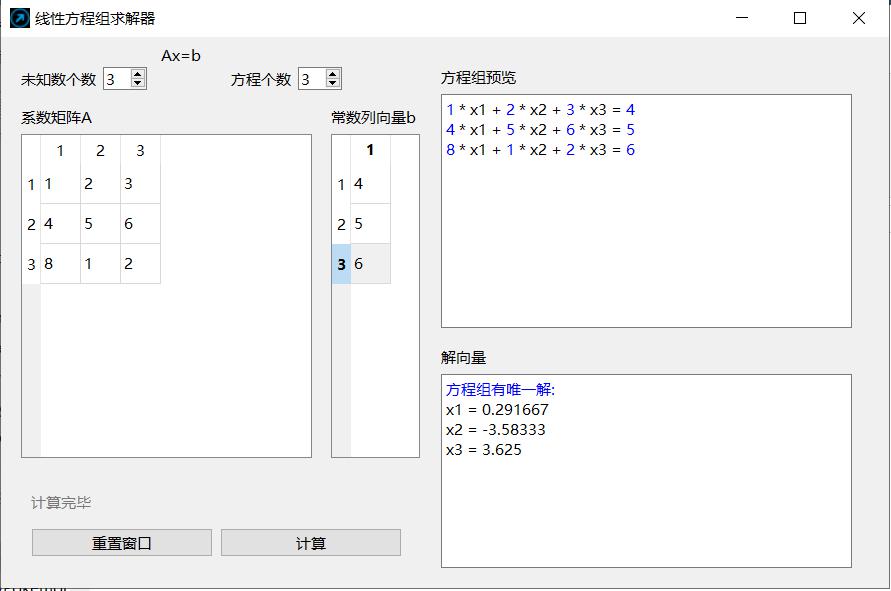 线性方程组求解器
Ax=b
未知数个数 3 方程个数 3
系数矩阵A 常数列向量b
1 2 3
1 1 2 3
2 4 5 6
3 8 1 2
1
1 4
2 5
3 6
计算完毕
重置窗口 计算
方程组预览
1 * x1 + 2 * x2 + 3 * x3 = 4
4 * x1 + 5 * x2 + 6 * x3 = 5
8 * x1 + 1 * x2 + 2 * x3 = 6
解向量
方程组有唯一解:
x1 = 0.291667
x2 = -3.58333
x3 = 3.625